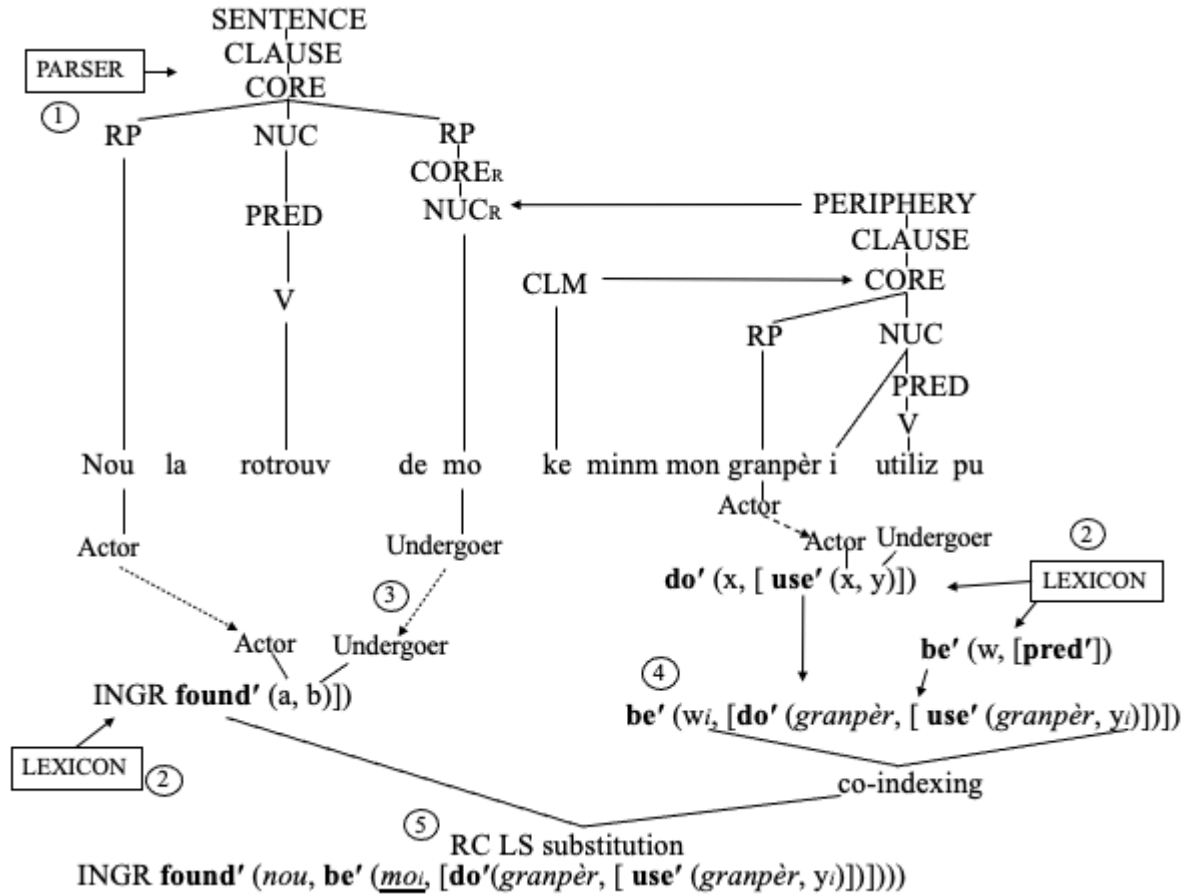 SENTENCE
CLAUSE
PARSER
CORE
1
RP NUC RP
CORER
PRED NUCR PERIPHERY
CLAUSE
V CLM CORE
RP NUC
PRED
V
Nou la rotrouv de mo ke minm mon granpèr i utiliz pu
Actor
Actor Undergoer Actor Undergoer 2
do′ (x, [ use′ (x, y)]) LEXICON
3
Actor Undergoer be′ (w, [pred′])
4
INGR found′ (a, b)])
be′ (wi, [do′ (granpèr, [ use′ (granpèr, yi)])])
LEXICON 2
co-indexing
5
RC LS substitution
INGR found′ (nou, be′ (moi, [do′(granpèr, [ use′ (granpèr, yi)])])))